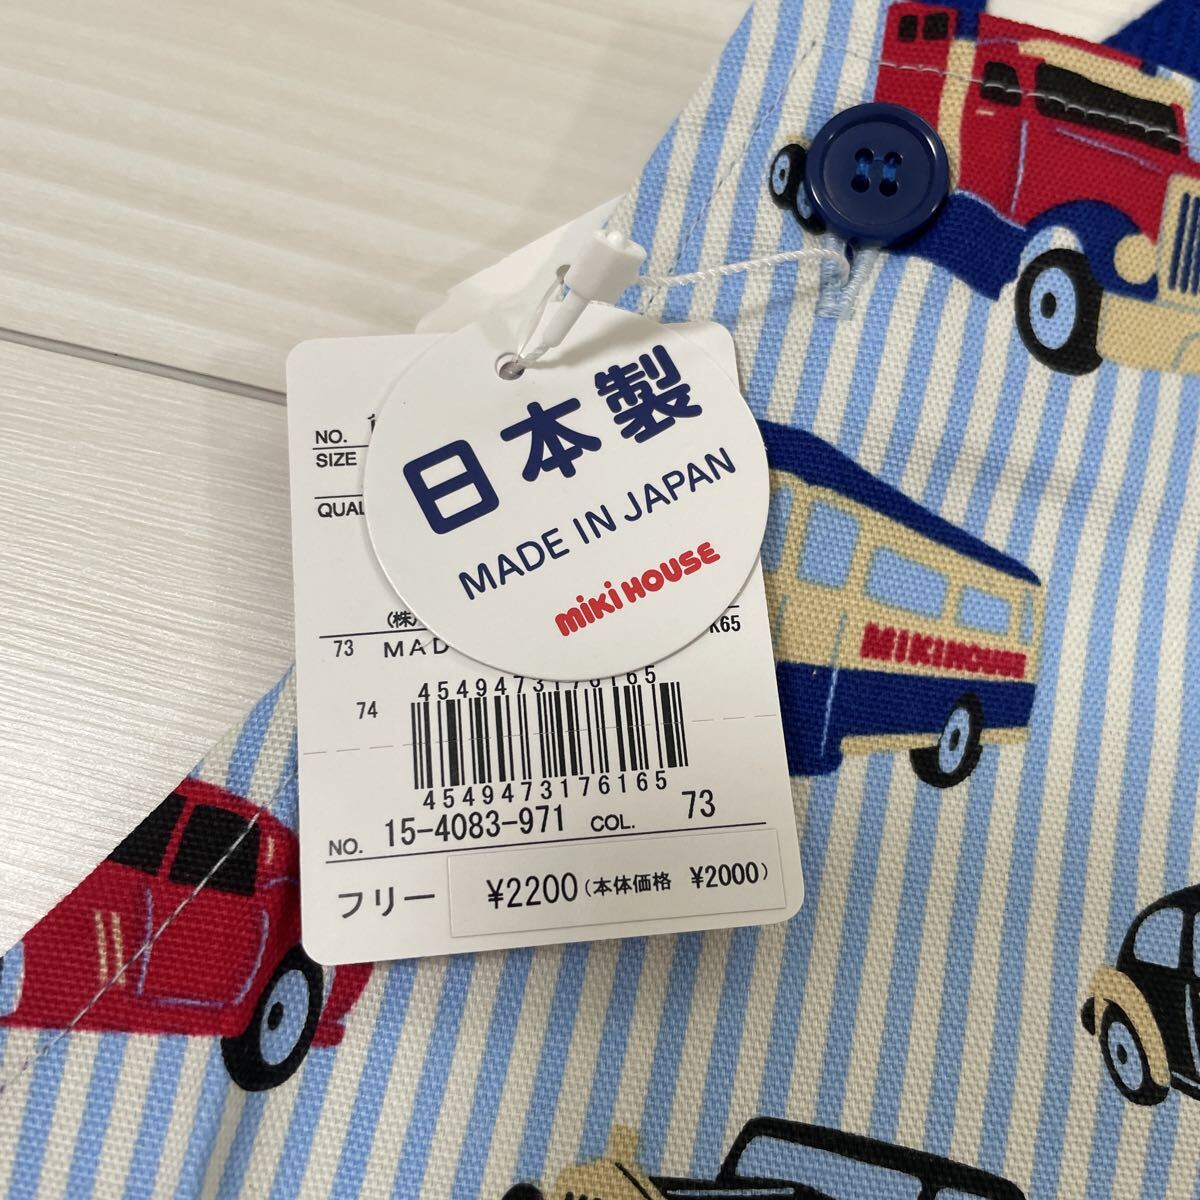 日本製
MADE IN JAPAN
miki HOUSE
NO.
SIZE
(株)
73 MAD
K65
4549473176165
74
4549473176165
NO. 15-4083-971 COL. 73
フリー ¥2200(本体価格 ¥2000)
MIKIHOUSE